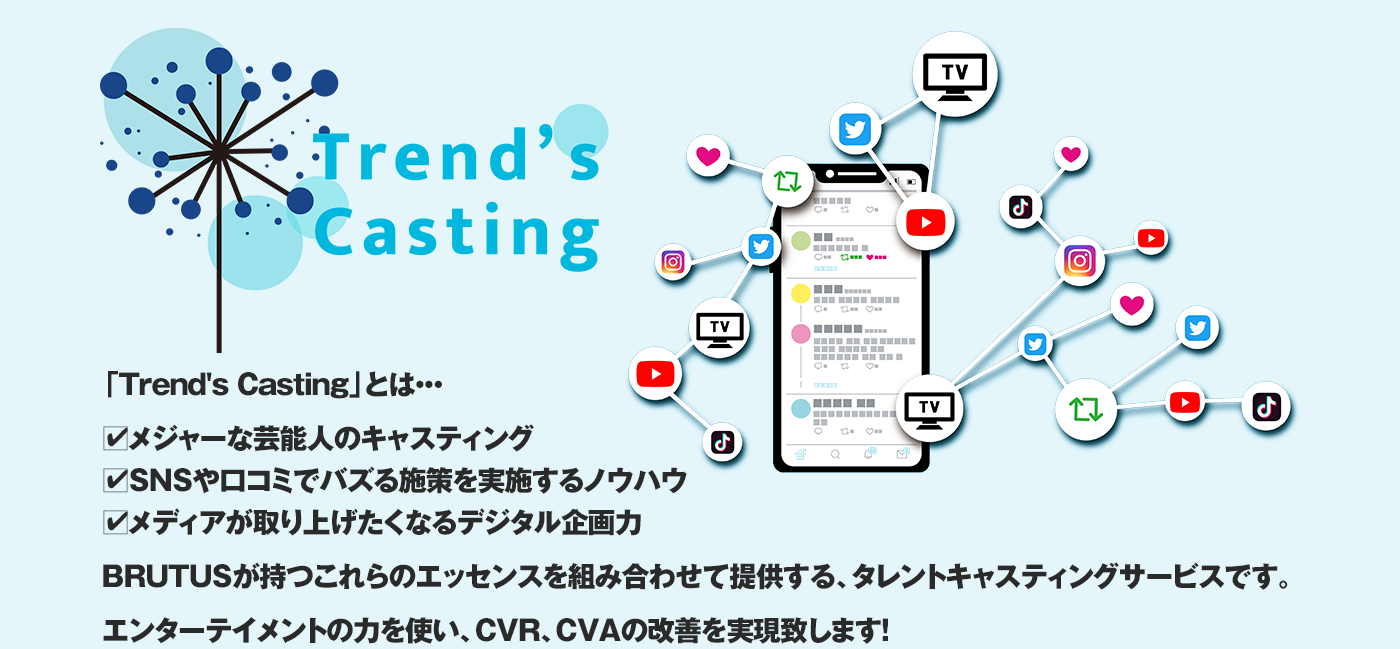 Trend's
Casting
TV
TV
TV
「Trend's Casting」とは…
☑メジャーな芸能人のキャスティング
☑SNSや口コミでバズる施策を実施するノウハウ
☑メディアが取り上げたくなるデジタル企画力
BRUTUSが持つこれらのエッセンスを組み合わせて提供する、タレントキャスティングサービスです。
エンターテイメントの力を使い、CVR、CVAの改善を実現致します!